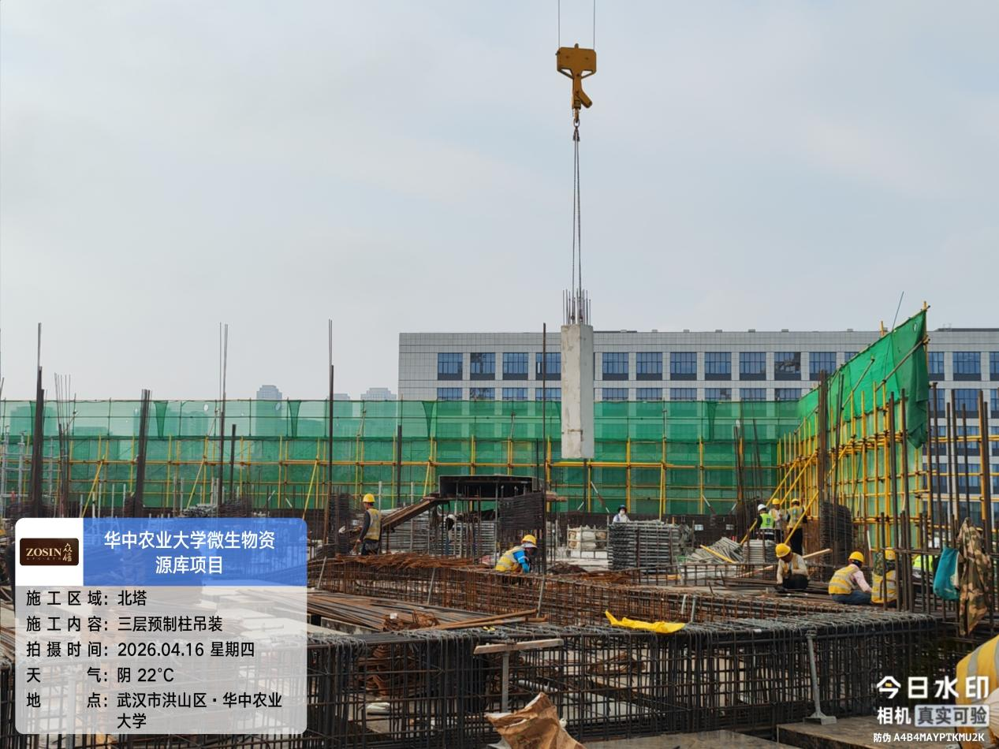 ZOSIN 众信
华中农业大学微生物资
源库项目
施工区域：北塔
施工内容：三层预制柱吊装
拍摄时间：2026.04.16 星期四
天气：阴 22°C
地点：武汉市洪山区·华中农业
大学
今日水印
相机 真实可验
防伪 A4B4MAYPTKMU2K